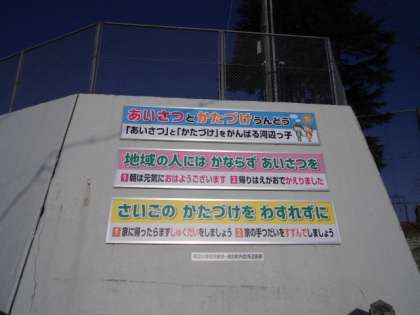 あいさつとかたづけうんどう
「あいさつ」と「かたづけ」をがんばる河辺っ子
地域の人には かならず あいさつを
1 朝は元気におはようございます 2 帰りはえがおでかえりました
さいごの かたづけを わすれずに
1 家に帰ったらまずしゅくだいをしましょう 2 家の手つだいをすすんでしましょう